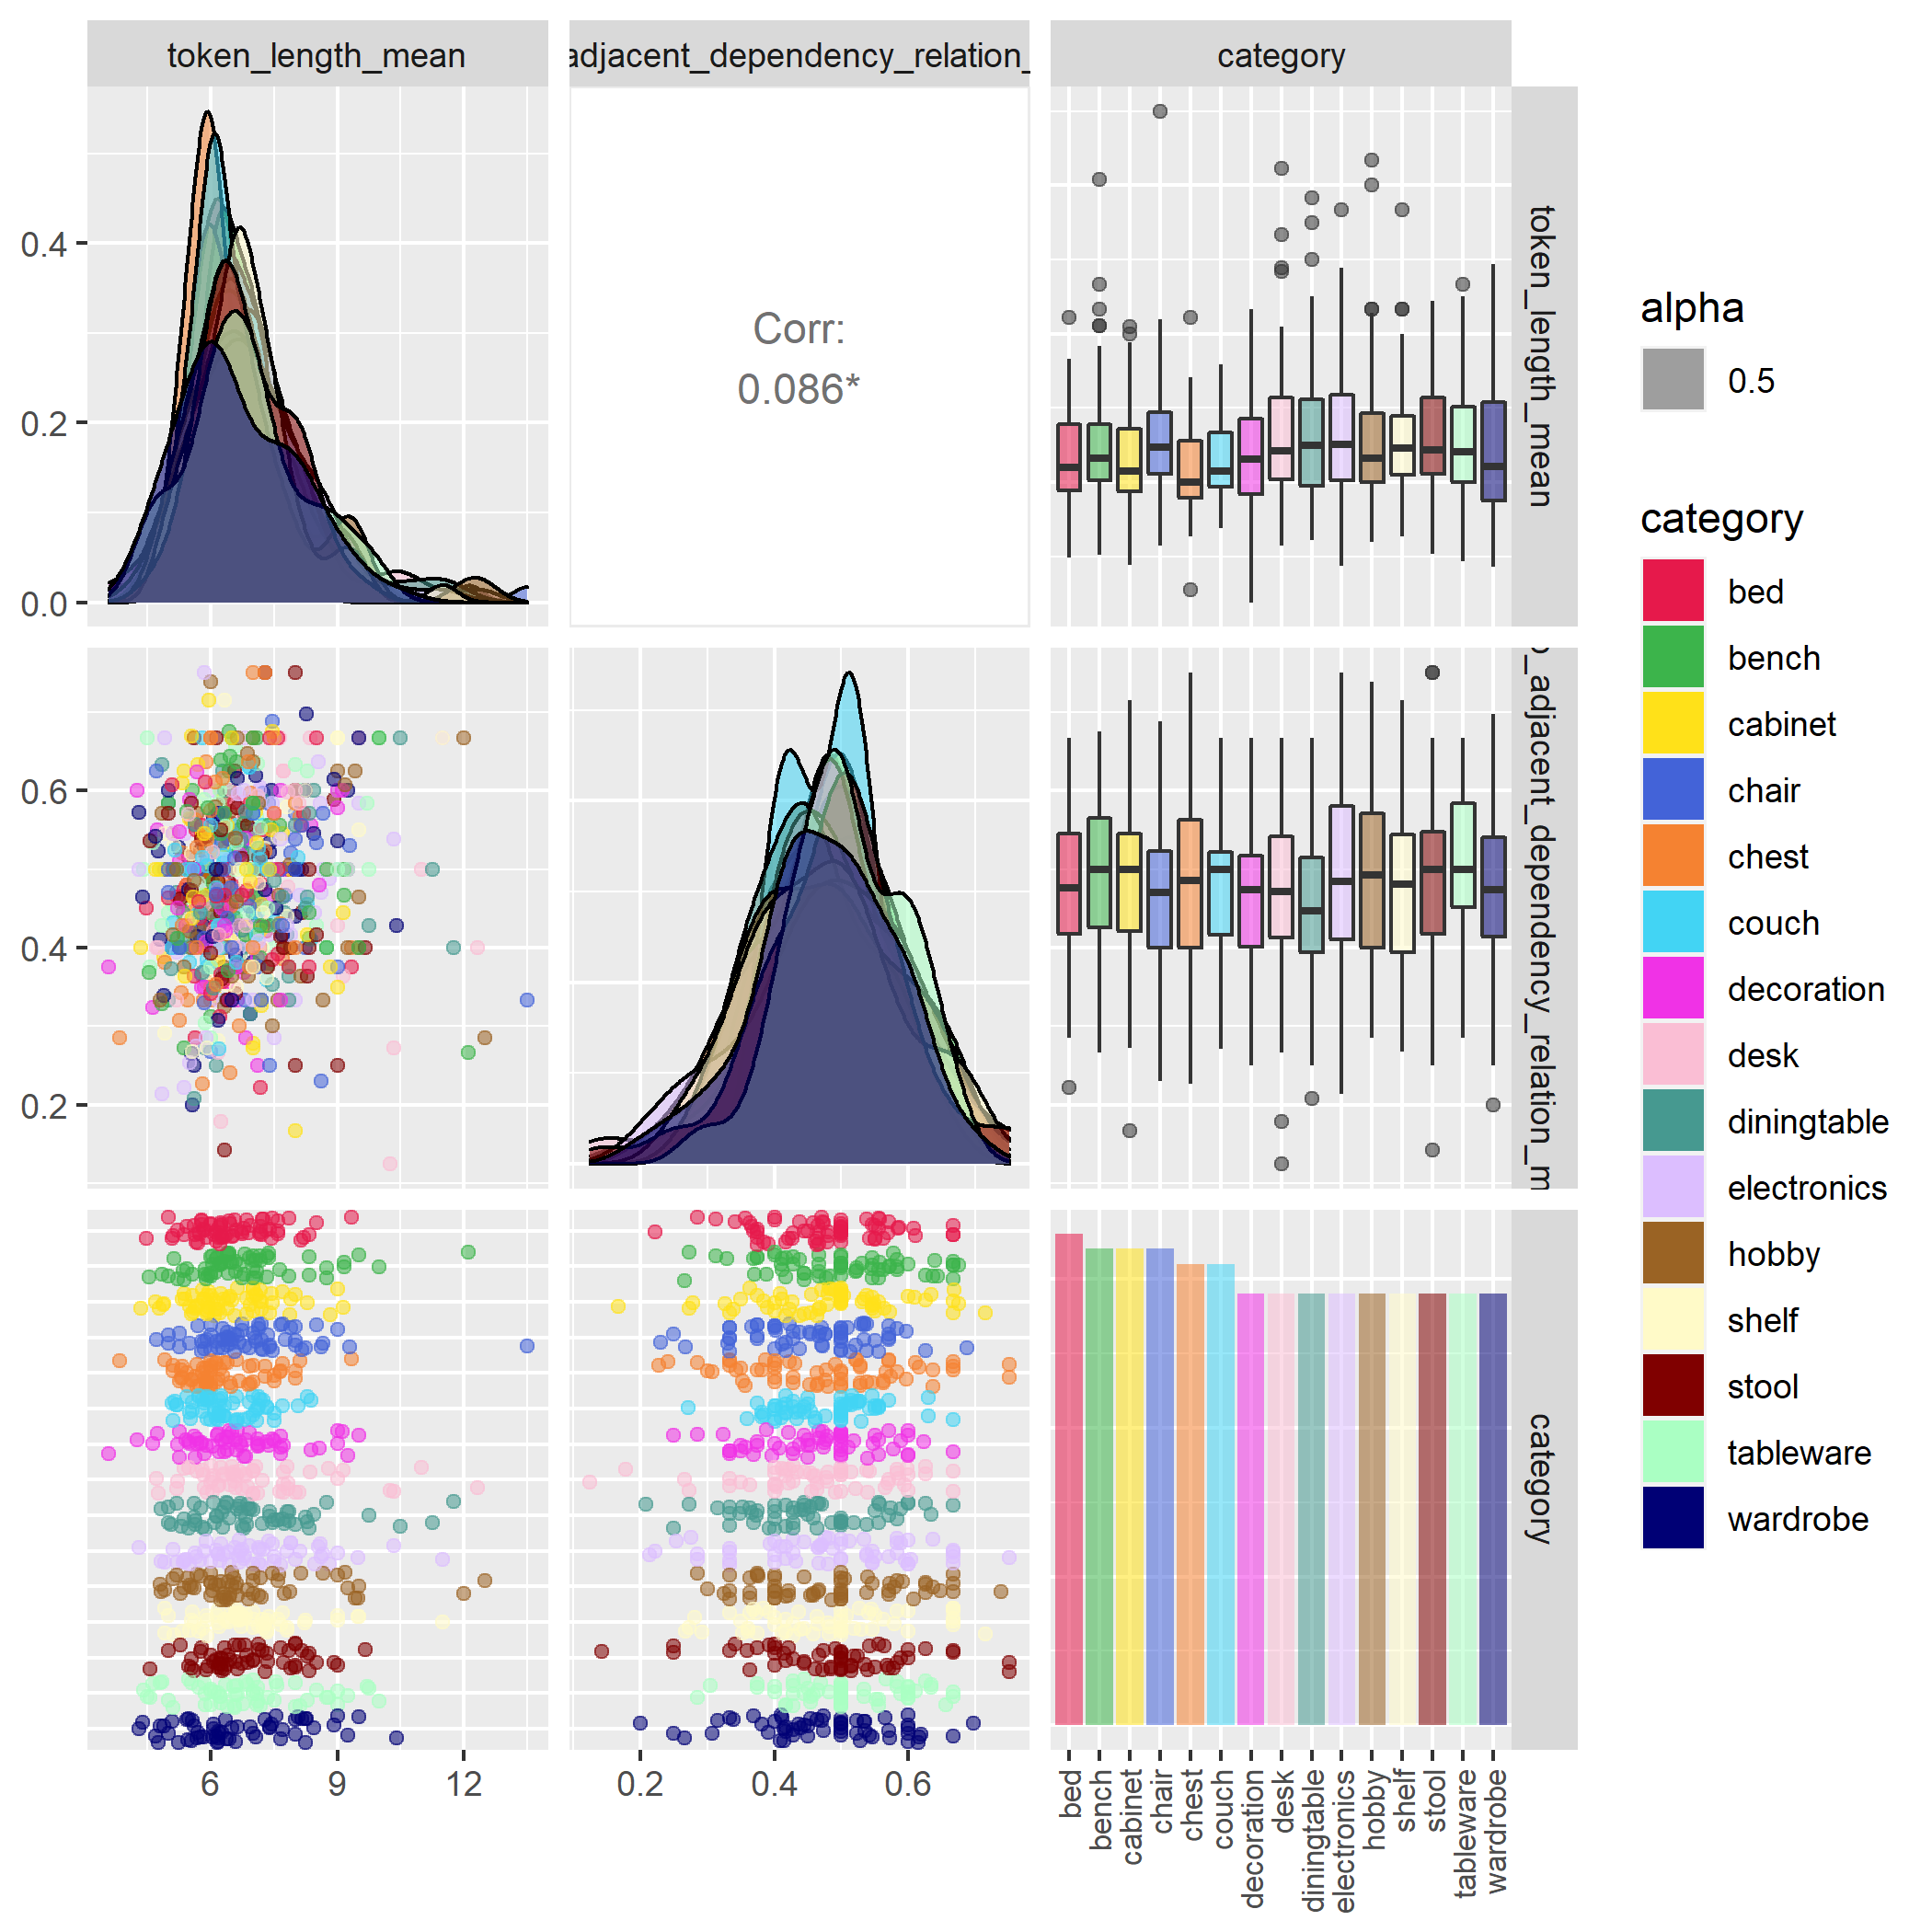 token_length_mean
adjacent_dependency_relation_
category
0.4
0.2
0.0
Corr:
0.086*
token_length_mean
0.6
0.4
0.2
_adjacent_dependency_relation_m
category
6
9
12
0.2
0.4
0.6
bed
bench
cabinet
chair
chest
couch
decoration
desk
diningtable
electronics
hobby
shelf
stool
tableware
wardrobe
alpha
0.5
category
bed
bench
cabinet
chair
chest
couch
decoration
desk
diningtable
electronics
hobby
shelf
stool
tableware
wardrobe